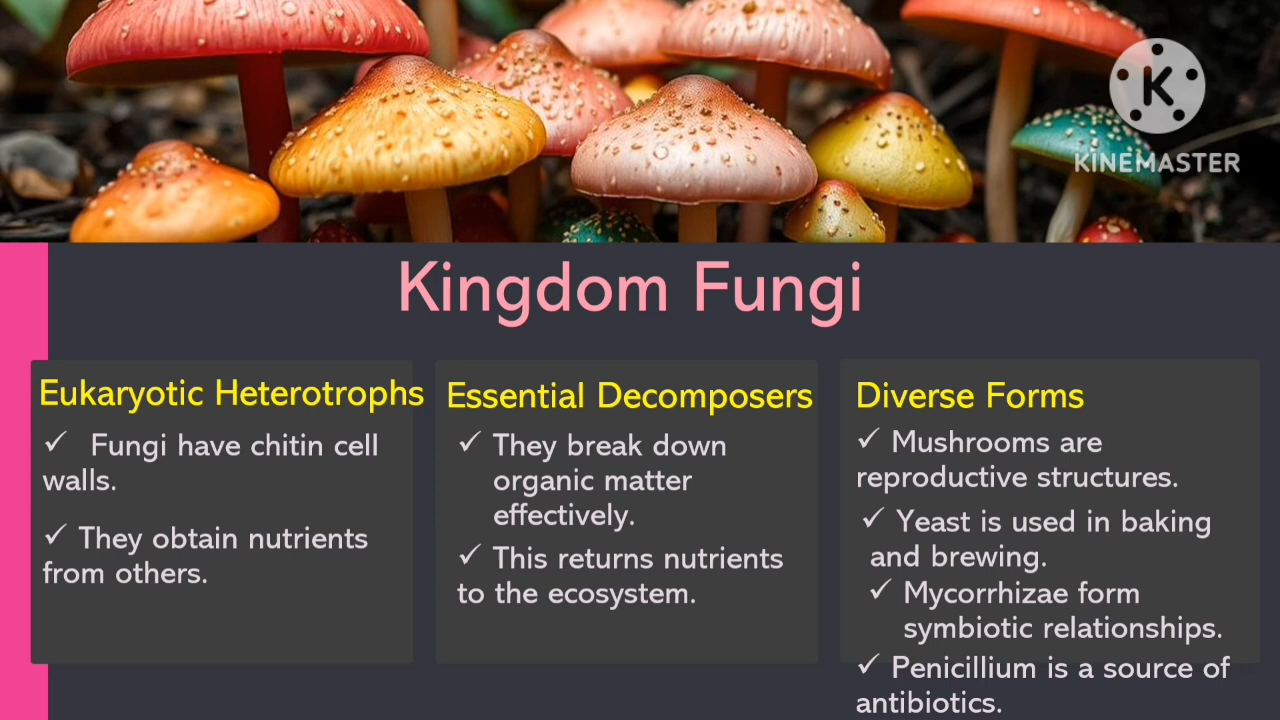 K
KINEMASTER
Kingdom Fungi
Eukaryotic Heterotrophs
✓ Fungi have chitin cell
walls.
✓ They obtain nutrients
from others.
Essential Decomposers
✓ They break down
organic matter
effectively.
✓ This returns nutrients
to the ecosystem.
Diverse Forms
✓ Mushrooms are
reproductive structures.
✓ Yeast is used in baking
and brewing.
✓ Mycorrhizae form
symbiotic relationships.
✓ Penicillium is a source of
antibiotics.